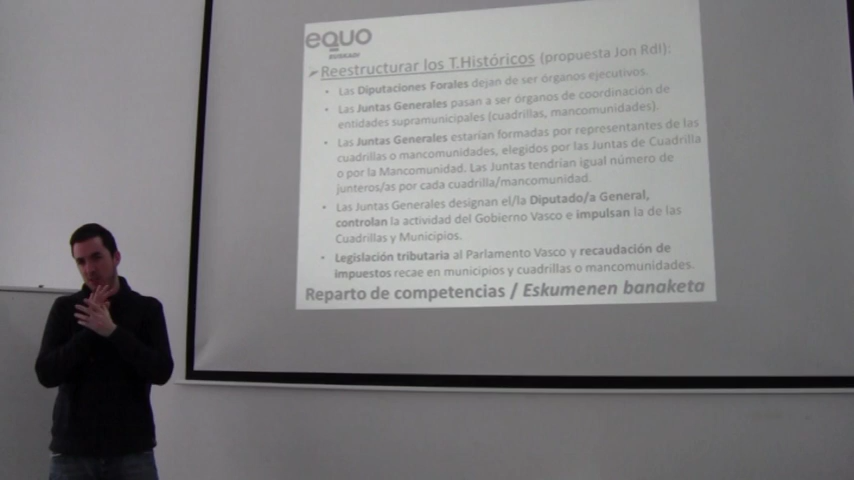 equo
EUSKADI
➢Reestructurar los T.Históricos (propuesta Jon RdI):
• Las Diputaciones Forales dejan de ser órganos ejecutivos.
• Las Juntas Generales pasan a ser órganos de coordinación de
entidades supramunicipales (cuadrillas, mancomunidades).
• Las Juntas Generales estarían formadas por representantes de las
cuadrillas o mancomunidades, elegidos por las Juntas de Cuadrilla
o por la Mancomunidad. Las Juntas tendrían igual número de
junteros/as por cada cuadrilla/mancomunidad.
• Las Juntas Generales designan el/la Diputado/a General,
controlan la actividad del Gobierno Vasco e impulsan la de las
Cuadrillas y Municipios.
• Legislación tributaria al Parlamento Vasco y recaudación de
impuestos recae en municipios y cuadrillas o mancomunidades.
Reparto de competencias / Eskumenen banaketa